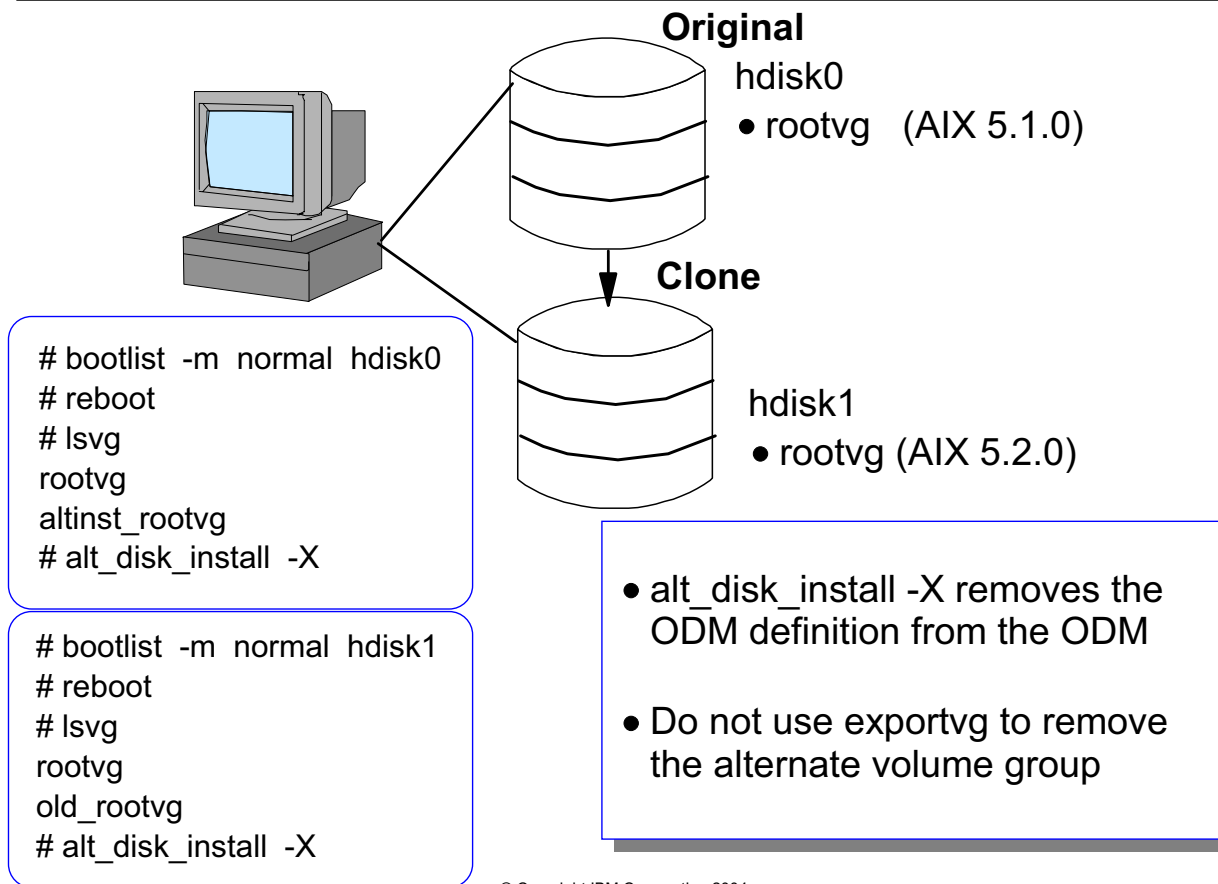 Original
hdisk0
● rootvg (AIX 5.1.0)
Clone
hdisk1
● rootvg (AIX 5.2.0)
# bootlist -m normal hdisk0
# reboot
# lsvg
rootvg
altinst_rootvg
# alt_disk_install -X
# bootlist -m normal hdisk1
# reboot
# lsvg
rootvg
old_rootvg
# alt_disk_install -X
● alt_disk_install -X removes the
ODM definition from the ODM
● Do not use exportvg to remove
the alternate volume group